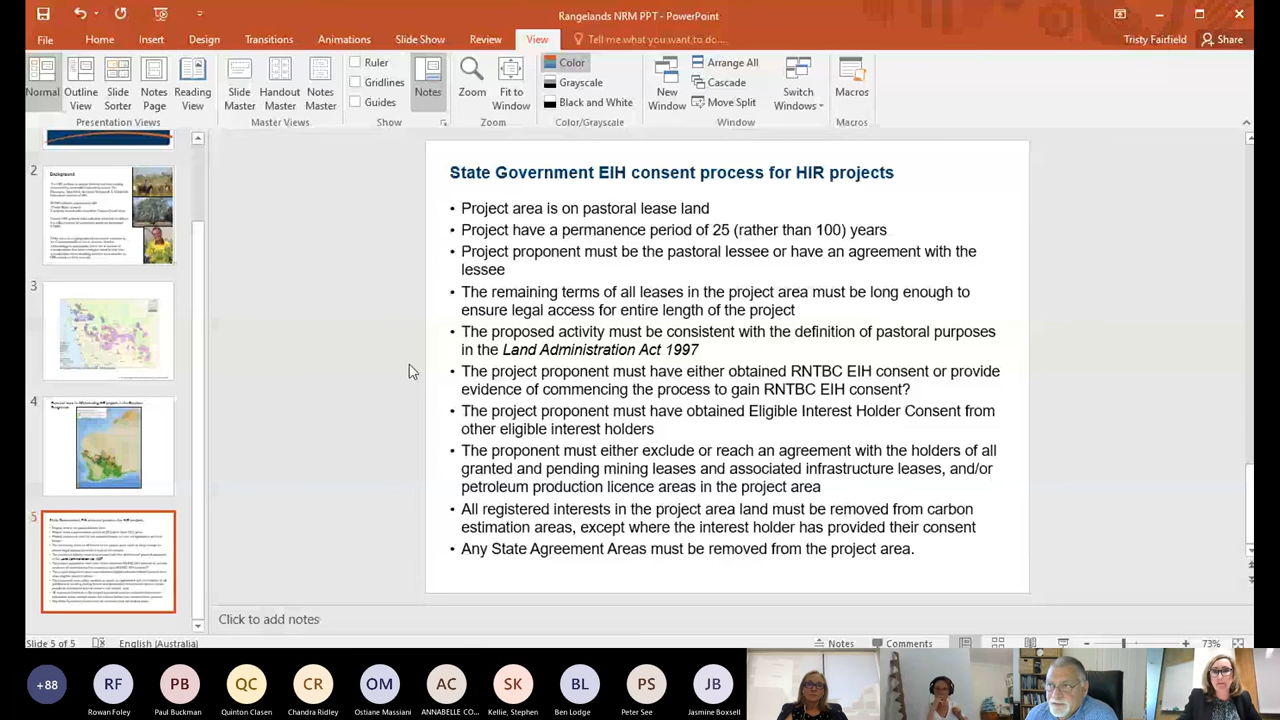 Rangelands NRM PPT - PowerPoint
File Home Insert Design Transitions Animations Slide Show Review View Tell me what you want to do... Tristy Fairfield Share
Normal Outline View Slide Sorter Notes Page Reading View
Presentation Views
Slide Master Handout Master Notes Master
Master Views
Ruler
Gridlines
Guides
Show
Notes
Zoom Fit to Window
Zoom
Color
Grayscale
Black and White
Color/Grayscale
New Window
Arrange All
Cascade
Move Split
Switch Windows
Window
Macros
Macros
2
Background
3
4
5
State Government EIH consent process for HIR projects
• Project area is on pastoral lease land
• Project have a permanence period of 25 (rather than 100) years
• Project proponent must be the pastoral lessee or have an agreement with the
lessee
• The remaining terms of all leases in the project area must be long enough to
ensure legal access for entire length of the project
• The proposed activity must be consistent with the definition of pastoral purposes
in the Land Administration Act 1997
• The project proponent must have either obtained RNTBC EIH consent or provide
evidence of commencing the process to gain RNTBC EIH consent?
• The project proponent must have obtained Eligible Interest Holder Consent from
other eligible interest holders
• The proponent must either exclude or reach an agreement with the holders of all
granted and pending mining leases and associated infrastructure leases, and/or
petroleum production licence areas in the project area
• All registered interests in the project area land must be removed from carbon
estimation areas, except where the interest holder has provided their consent
• Any State Agreement Areas must be removed from the project area.
Click to add notes
Slide 5 of 5 English (Australia) Notes Comments 73%
+88 RF PB QC CR OM AC SK BL PS JB
Rowan Foley Paul Buckman Quinton Clasen Chandra Ridley Ostiane Massiani ANNABELLE CO... Kellie, Stephen Ben Lodge Peter See Jasmine Boxsell